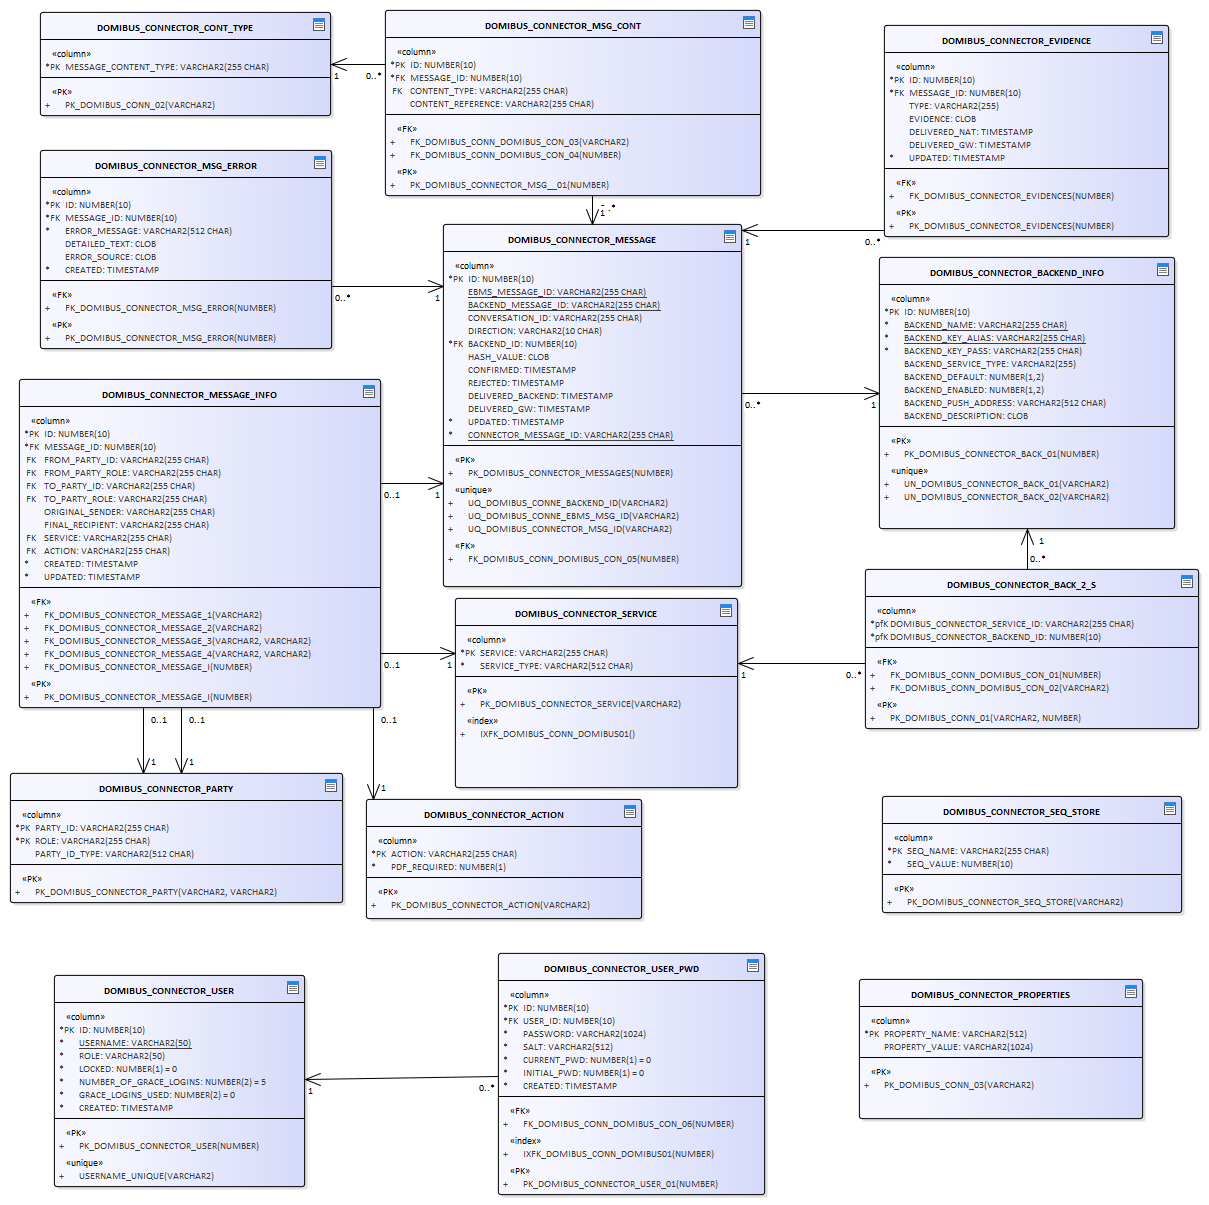 DOMIBUS_CONNECTOR_CONT_TYPE
«column»
*PK MESSAGE_CONTENT_TYPE: VARCHAR2(255 CHAR)
«PK»
+ PK_DOMIBUS_CONN_02(VARCHAR2)
1
0..*
DOMIBUS_CONNECTOR_MSG_CONT
«column»
*PK ID: NUMBER(10)
*FK MESSAGE_ID: NUMBER(10)
FK CONTENT_TYPE: VARCHAR2(255 CHAR)
CONTENT_REFERENCE: VARCHAR2(255 CHAR)
«FK»
+ FK_DOMIBUS_CONN_DOMIBUS_CON_03(VARCHAR2)
+ FK_DOMIBUS_CONN_DOMIBUS_CON_04(NUMBER)
«PK»
+ PK_DOMIBUS_CONNECTOR_MSG__01(NUMBER)
1
DOMIBUS_CONNECTOR_EVIDENCE
«column»
*PK ID: NUMBER(10)
*FK MESSAGE_ID: NUMBER(10)
TYPE: VARCHAR2(255)
EVIDENCE: CLOB
DELIVERED_NAT: TIMESTAMP
DELIVERED_GW: TIMESTAMP
* UPDATED: TIMESTAMP
«FK»
+ FK_DOMIBUS_CONNECTOR_EVIDENCES(NUMBER)
«PK»
+ PK_DOMIBUS_CONNECTOR_EVIDENCES(NUMBER)
1
0..*
DOMIBUS_CONNECTOR_MSG_ERROR
«column»
*PK ID: NUMBER(10)
*FK MESSAGE_ID: NUMBER(10)
* ERROR_MESSAGE: VARCHAR2(512 CHAR)
DETAILED_TEXT: CLOB
ERROR_SOURCE: CLOB
* CREATED: TIMESTAMP
«FK»
+ FK_DOMIBUS_CONNECTOR_MSG_ERROR(NUMBER)
«PK»
+ PK_DOMIBUS_CONNECTOR_MSG_ERROR(NUMBER)
0..*
1
DOMIBUS_CONNECTOR_MESSAGE
«column»
*PK ID: NUMBER(10)
EBMS_MESSAGE_ID: VARCHAR2(255 CHAR)
BACKEND_MESSAGE_ID: VARCHAR2(255 CHAR)
CONVERSATION_ID: VARCHAR2(255 CHAR)
DIRECTION: VARCHAR2(10 CHAR)
*FK BACKEND_ID: NUMBER(10)
HASH_VALUE: CLOB
CONFIRMED: TIMESTAMP
REJECTED: TIMESTAMP
DELIVERED_BACKEND: TIMESTAMP
DELIVERED_GW: TIMESTAMP
* UPDATED: TIMESTAMP
* CONNECTOR_MESSAGE_ID: VARCHAR2(255 CHAR)
«PK»
+ PK_DOMIBUS_CONNECTOR_MESSAGES(NUMBER)
«unique»
+ UQ_DOMIBUS_CONNE_BACKEND_ID(VARCHAR2)
+ UQ_DOMIBUS_CONNE_EBMS_MSG_ID(VARCHAR2)
+ UQ_DOMIBUS_CONNECTOR_MSG_ID(VARCHAR2)
«FK»
+ FK_DOMIBUS_CONN_DOMIBUS_CON_05(NUMBER)
0..*
1
DOMIBUS_CONNECTOR_BACKEND_INFO
«column»
*PK ID: NUMBER(10)
* BACKEND_NAME: VARCHAR2(255 CHAR)
* BACKEND_KEY_ALIAS: VARCHAR2(255 CHAR)
* BACKEND_KEY_PASS: VARCHAR2(255 CHAR)
BACKEND_SERVICE_TYPE: VARCHAR2(255)
BACKEND_DEFAULT: NUMBER(1,2)
BACKEND_ENABLED: NUMBER(1,2)
BACKEND_PUSH_ADDRESS: VARCHAR2(512 CHAR)
BACKEND_DESCRIPTION: CLOB
«PK»
+ PK_DOMIBUS_CONNECTOR_BACK_01(NUMBER)
«unique»
+ UN_DOMIBUS_CONNECTOR_BACK_01(VARCHAR2)
+ UN_DOMIBUS_CONNECTOR_BACK_02(VARCHAR2)
1
0..*
DOMIBUS_CONNECTOR_MESSAGE_INFO
«column»
*PK ID: NUMBER(10)
*FK MESSAGE_ID: NUMBER(10)
FK FROM_PARTY_ID: VARCHAR2(255 CHAR)
FK FROM_PARTY_ROLE: VARCHAR2(255 CHAR)
FK TO_PARTY_ID: VARCHAR2(255 CHAR)
FK TO_PARTY_ROLE: VARCHAR2(255 CHAR)
ORIGINAL_SENDER: VARCHAR2(255 CHAR)
FINAL_RECIPIENT: VARCHAR2(255 CHAR)
FK SERVICE: VARCHAR2(255 CHAR)
FK ACTION: VARCHAR2(255 CHAR)
* CREATED: TIMESTAMP
* UPDATED: TIMESTAMP
«FK»
+ FK_DOMIBUS_CONNECTOR_MESSAGE_1(VARCHAR2)
+ FK_DOMIBUS_CONNECTOR_MESSAGE_2(VARCHAR2)
+ FK_DOMIBUS_CONNECTOR_MESSAGE_3(VARCHAR2, VARCHAR2)
+ FK_DOMIBUS_CONNECTOR_MESSAGE_4(VARCHAR2, VARCHAR2)
+ FK_DOMIBUS_CONNECTOR_MESSAGE_I(NUMBER)
«PK»
+ PK_DOMIBUS_CONNECTOR_MESSAGE_I(NUMBER)
0..1
1
0..1
1
0..1
0..1
0..1
1
1
1
DOMIBUS_CONNECTOR_SERVICE
«column»
*PK SERVICE: VARCHAR2(255 CHAR)
* SERVICE_TYPE: VARCHAR2(512 CHAR)
«PK»
+ PK_DOMIBUS_CONNECTOR_SERVICE(VARCHAR2)
«index»
+ IXFK_DOMIBUS_CONN_DOMIBUS01()
1
0..*
DOMIBUS_CONNECTOR_BACK_2_S
«column»
*pfK DOMIBUS_CONNECTOR_SERVICE_ID: VARCHAR2(255 CHAR)
*pfK DOMIBUS_CONNECTOR_BACKEND_ID: NUMBER(10)
«FK»
+ FK_DOMIBUS_CONN_DOMIBUS_CON_01(NUMBER)
+ FK_DOMIBUS_CONN_DOMIBUS_CON_02(VARCHAR2)
«PK»
+ PK_DOMIBUS_CONN_01(VARCHAR2, NUMBER)
DOMIBUS_CONNECTOR_PARTY
«column»
*PK PARTY_ID: VARCHAR2(255 CHAR)
*PK ROLE: VARCHAR2(255 CHAR)
PARTY_ID_TYPE: VARCHAR2(512 CHAR)
«PK»
+ PK_DOMIBUS_CONNECTOR_PARTY(VARCHAR2, VARCHAR2)
DOMIBUS_CONNECTOR_ACTION
«column»
*PK ACTION: VARCHAR2(255 CHAR)
* PDF_REQUIRED: NUMBER(1)
«PK»
+ PK_DOMIBUS_CONNECTOR_ACTION(VARCHAR2)
DOMIBUS_CONNECTOR_SEQ_STORE
«column»
*PK SEQ_NAME: VARCHAR2(255 CHAR)
* SEQ_VALUE: NUMBER(10)
«PK»
+ PK_DOMIBUS_CONNECTOR_SEQ_STORE(VARCHAR2)
DOMIBUS_CONNECTOR_USER
«column»
*PK ID: NUMBER(10)
* USERNAME: VARCHAR2(50)
* ROLE: VARCHAR2(50)
* LOCKED: NUMBER(1) = 0
* NUMBER_OF_GRACE_LOGINS: NUMBER(2) = 5
* GRACE_LOGINS_USED: NUMBER(2) = 0
* CREATED: TIMESTAMP
«PK»
+ PK_DOMIBUS_CONNECTOR_USER(NUMBER)
«unique»
+ USERNAME_UNIQUE(VARCHAR2)
1
0..*
DOMIBUS_CONNECTOR_USER_PWD
«column»
*PK ID: NUMBER(10)
*FK USER_ID: NUMBER(10)
* PASSWORD: VARCHAR2(1024)
* SALT: VARCHAR2(512)
* CURRENT_PWD: NUMBER(1) = 0
* INITIAL_PWD: NUMBER(1) = 0
* CREATED: TIMESTAMP
«FK»
+ FK_DOMIBUS_CONN_DOMIBUS_CON_06(NUMBER)
«index»
+ IXFK_DOMIBUS_CONN_DOMIBUS01(NUMBER)
«PK»
+ PK_DOMIBUS_CONNECTOR_USER_01(NUMBER)
DOMIBUS_CONNECTOR_PROPERTIES
«column»
*PK PROPERTY_NAME: VARCHAR2(512)
PROPERTY_VALUE: VARCHAR2(1024)
«PK»
+ PK_DOMIBUS_CONN_03(VARCHAR2)